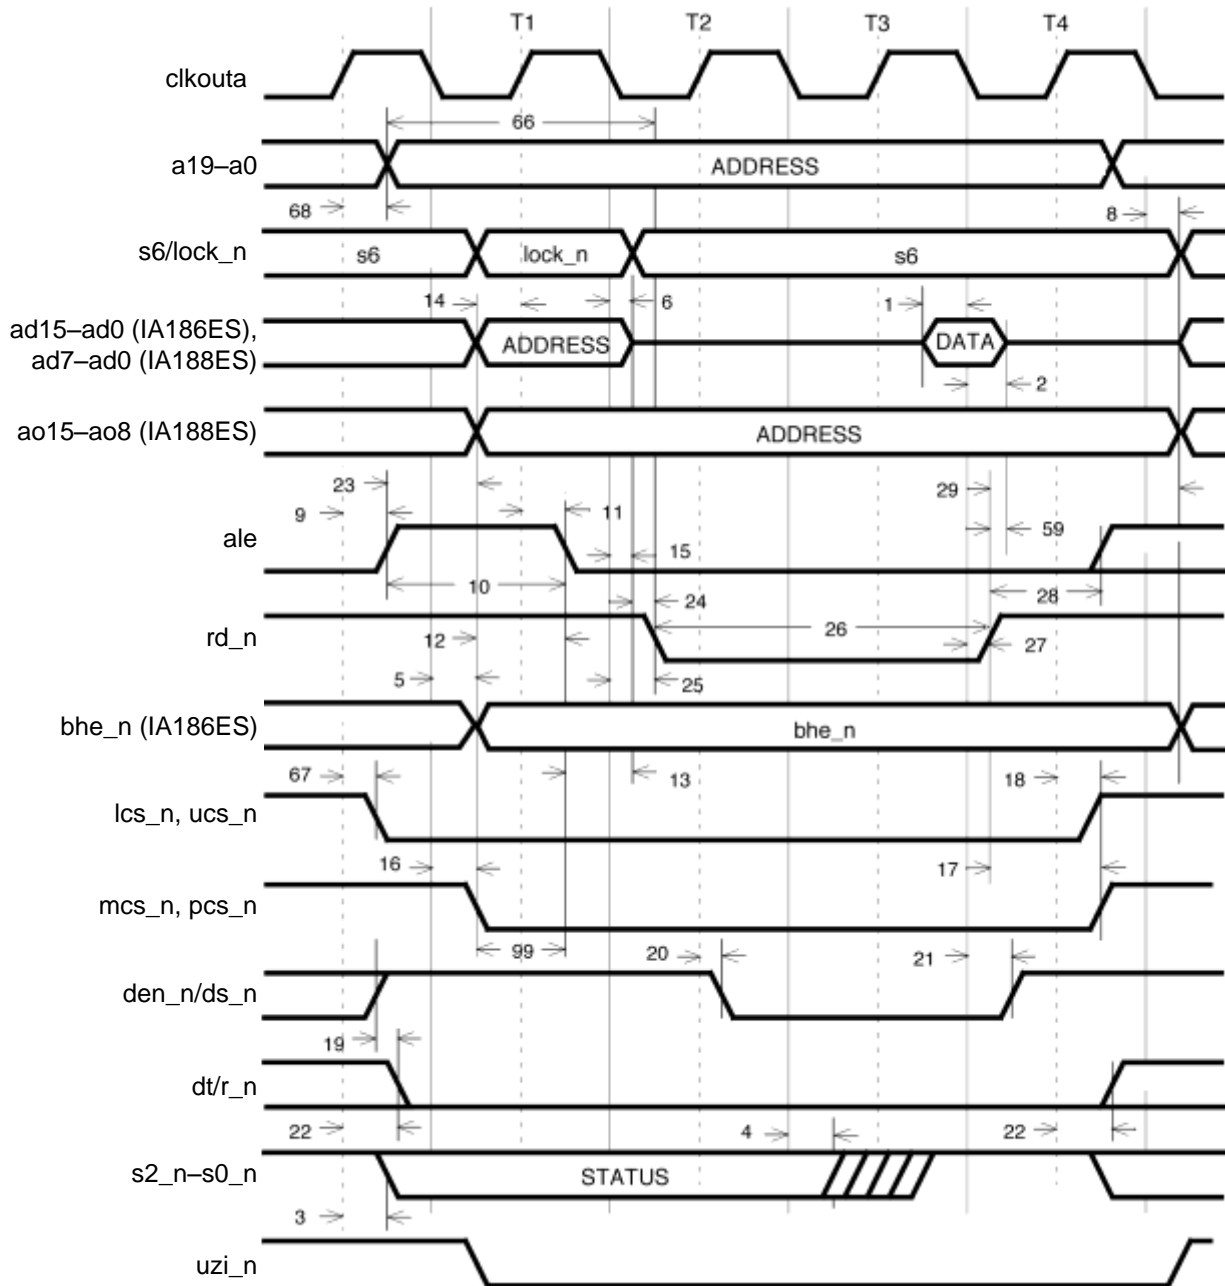 T1 T2 T3 T4
clkouta
66
a19–a0 ADDRESS
68 8
s6/lock_n s6 lock_n s6
14 6 1
ad15–ad0 (IA186ES),
ad7–ad0 (IA188ES) ADDRESS DATA
2
ao15–ao8 (IA188ES) ADDRESS
23 29
9 11 59
ale 15
10 24 28
rd_n 12 26 27
5 25
bhe_n (IA186ES) bhe_n
67 13 18
lcs_n, ucs_n
16 17
mcs_n, pcs_n
99 20 21
den_n/ds_n
19
dt/r_n
22 4 22
s2_n–s0_n STATUS
3
uzi_n